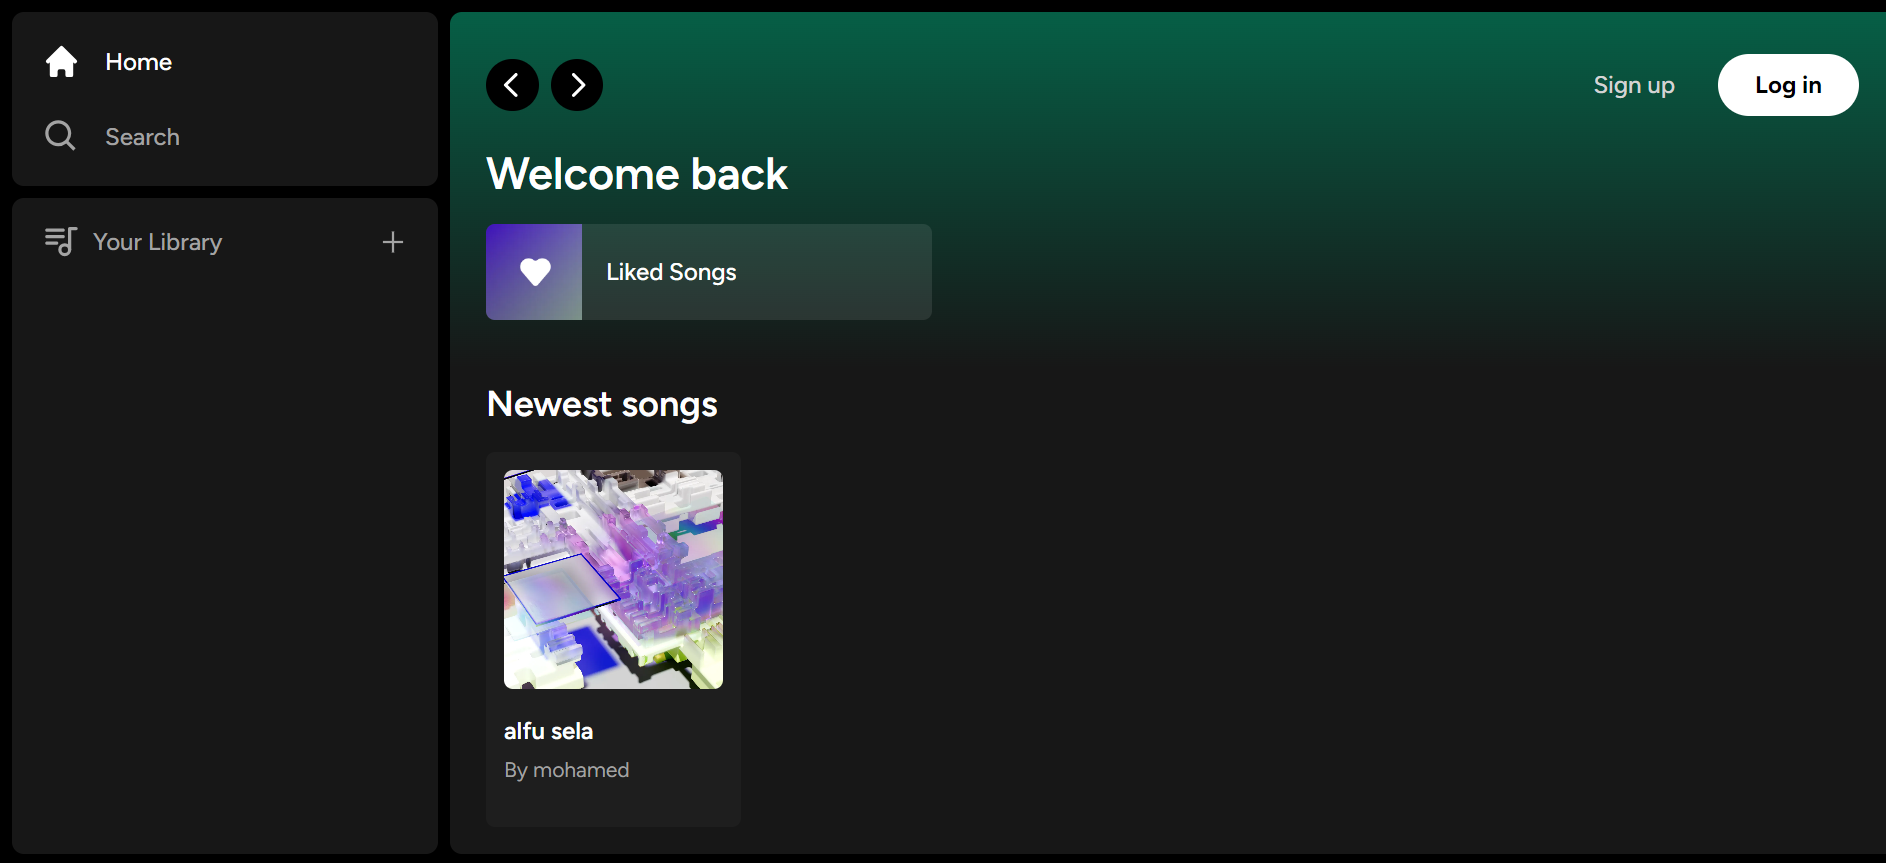 Home
Search
Your Library
Sign up
Log in
Welcome back
Liked Songs
Newest songs
alfu sela
By mohamed